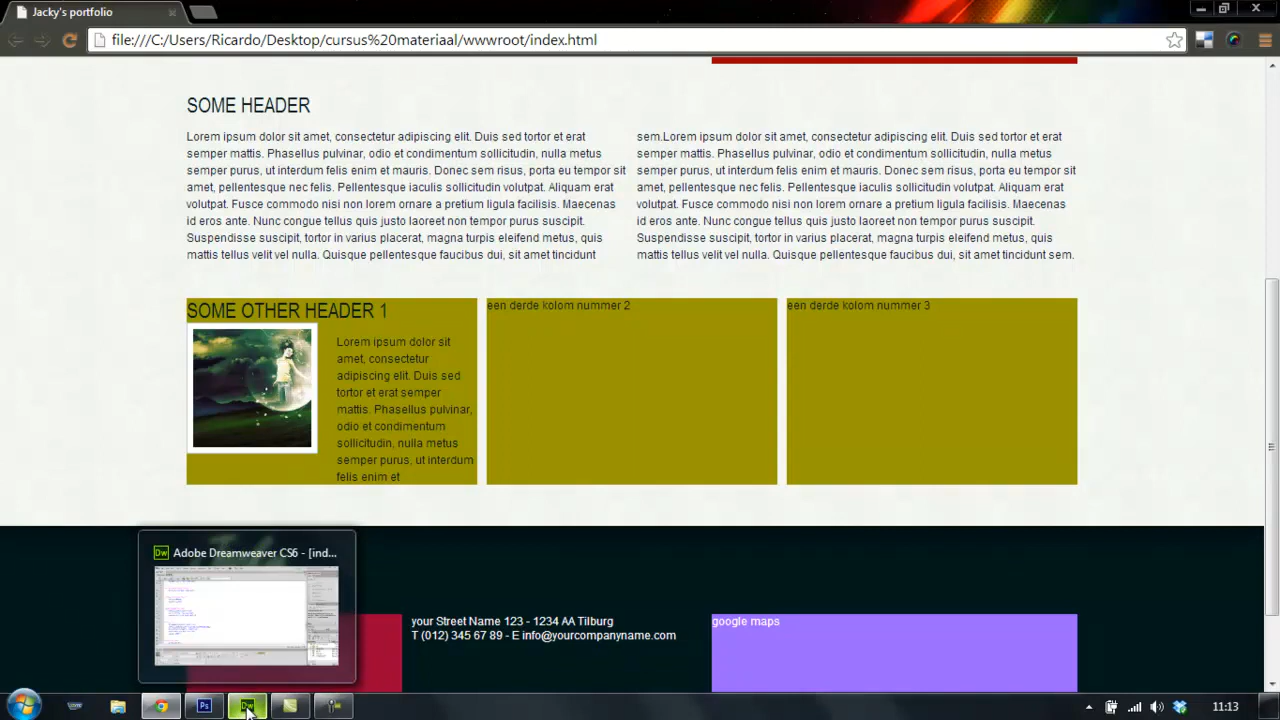 Jacky's portfolio
file:///C:/Users/Ricardo/Desktop/cursus%20materiaal/wwwroot/index.html
SOME HEADER
Lorem ipsum dolor sit amet, consectetur adipiscing elit. Duis sed tortor et erat
semper mattis. Phasellus pulvinar, odio et condimentum sollicitudin, nulla metus
semper purus, ut interdum felis enim et mauris. Donec sem risus, porta eu tempor sit
amet, pellentesque nec felis. Pellentesque iaculis sollicitudin volutpat. Aliquam erat
volutpat. Fusce commodo nisi non lorem ornare a pretium ligula facilisis. Maecenas
id eros ante. Nunc congue tellus quis justo laoreet non tempor purus suscipit.
Suspendisse suscipit, tortor in varius placerat, magna turpis eleifend metus, quis
mattis tellus velit vel nulla. Quisque pellentesque faucibus dui, sit amet tincidunt
sem.Lorem ipsum dolor sit amet, consectetur adipiscing elit. Duis sed tortor et erat
semper mattis. Phasellus pulvinar, odio et condimentum sollicitudin, nulla metus
semper purus, ut interdum felis enim et mauris. Donec sem risus, porta eu tempor sit
amet, pellentesque nec felis. Pellentesque iaculis sollicitudin volutpat. Aliquam erat
volutpat. Fusce commodo nisi non lorem ornare a pretium ligula facilisis. Maecenas
id eros ante. Nunc congue tellus quis justo laoreet non tempor purus suscipit.
Suspendisse suscipit, tortor in varius placerat, magna turpis eleifend metus, quis
mattis tellus velit vel nulla. Quisque pellentesque faucibus dui, sit amet tincidunt sem.
SOME OTHER HEADER 1
Lorem ipsum dolor sit
amet, consectetur
adipiscing elit. Duis sed
tortor et erat semper
mattis. Phasellus pulvinar,
odio et condimentum
sollicitudin, nulla metus
semper purus, ut interdum
felis enim et
een derde kolom nummer 2
een derde kolom nummer 3
Dw Adobe Dreamweaver CS6 - [ind...
your Street Name 123 - 1234 AA Tilburg
T (012) 345 67 89 - E info@yourcompanyname.com
google maps
Ps
Dw
11:13